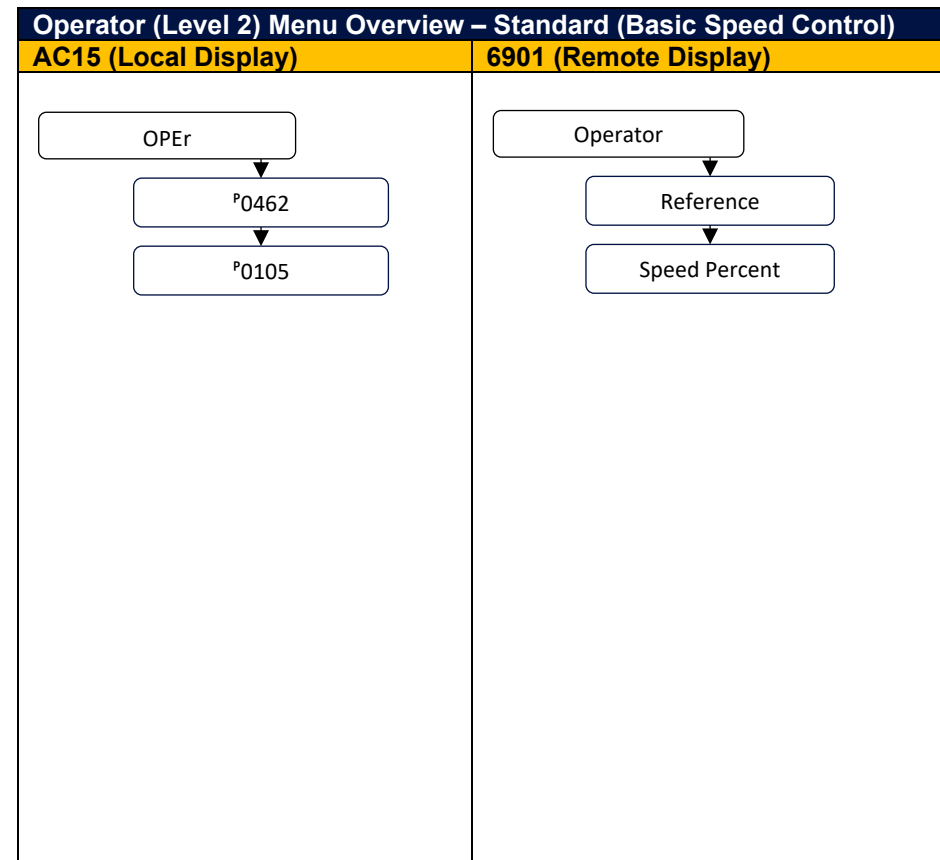 Operator (Level 2) Menu Overview – Standard (Basic Speed Control)
AC15 (Local Display)
6901 (Remote Display)
OPEr
ᴾ0462
ᴾ0105
Operator
Reference
Speed Percent